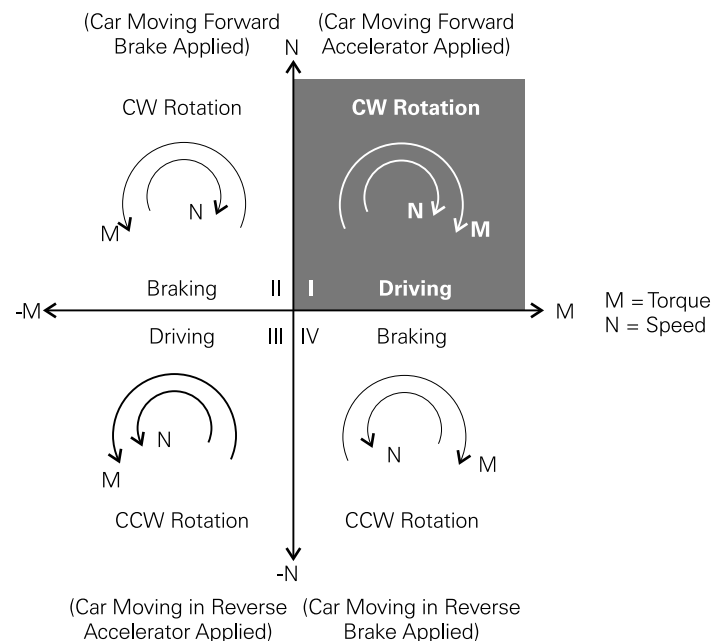 (Car Moving Forward
Brake Applied)
N
(Car Moving Forward
Accelerator Applied)
CW Rotation
N
M
Braking
II
CW Rotation
N
M
I
Driving
-M
M
M = Torque
N = Speed
Driving
III
N
M
CCW Rotation
IV
Braking
N
M
CCW Rotation
-N
(Car Moving in Reverse
Accelerator Applied)
(Car Moving in Reverse
Brake Applied)